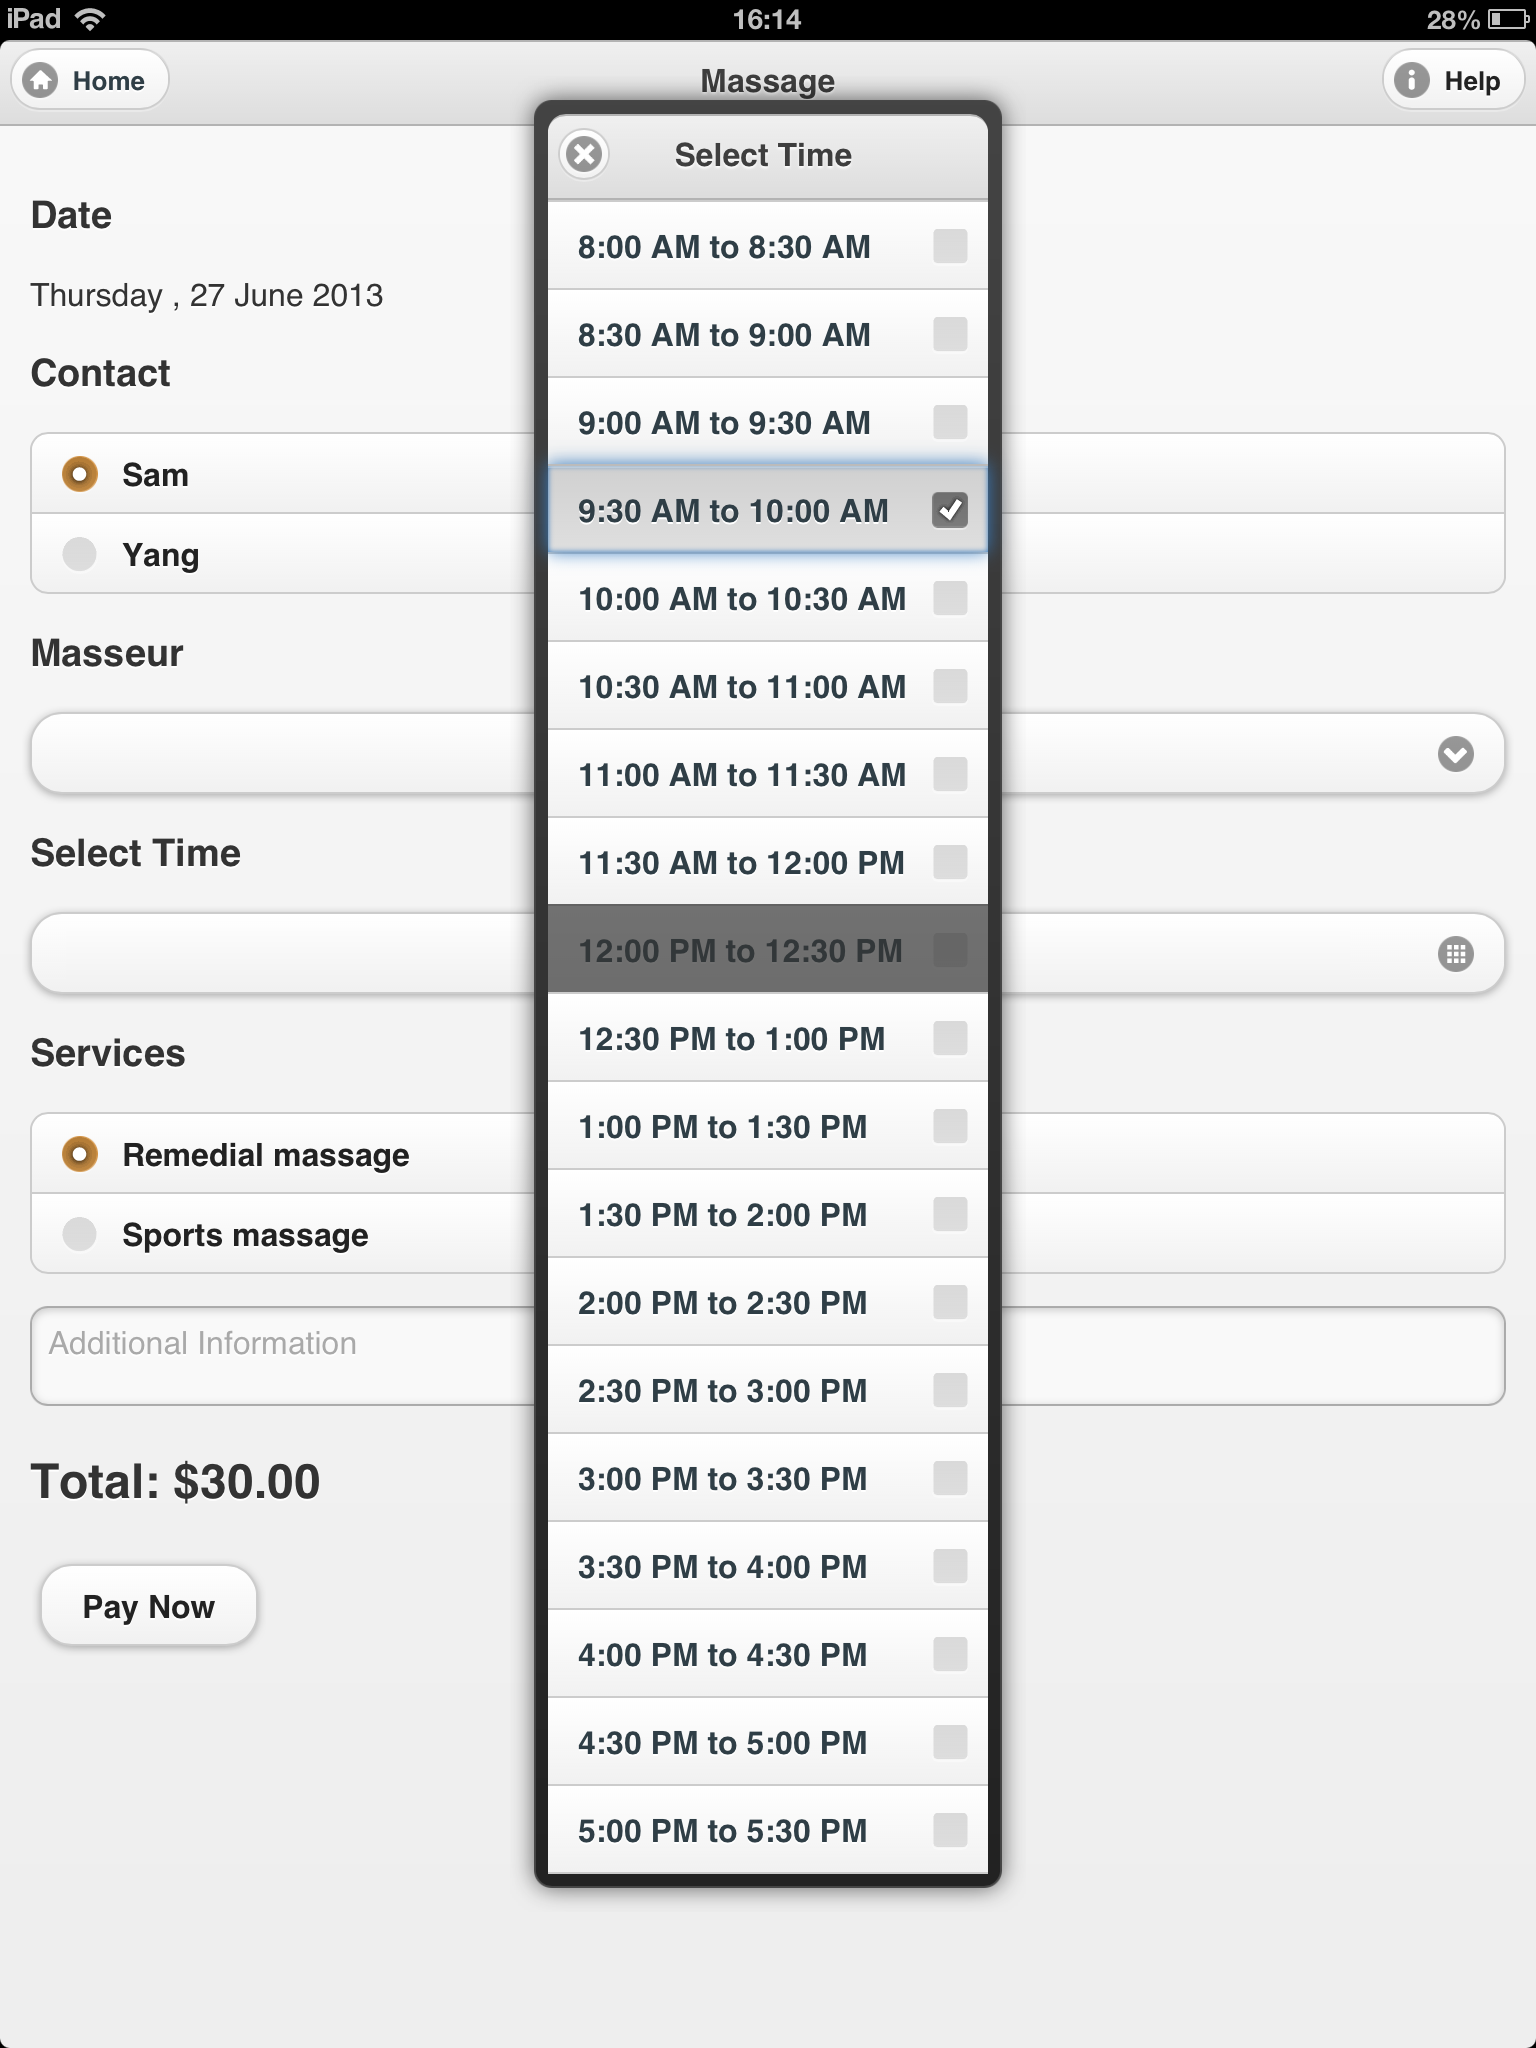 iPad 16:14 28%
Home Massage Help
Date
Thursday , 27 June 2013
Contact
Sam
Yang
Masseur
Select Time
Services
Remedial massage
Sports massage
Additional Information
Total: $30.00
Pay Now
Select Time
8:00 AM to 8:30 AM
8:30 AM to 9:00 AM
9:00 AM to 9:30 AM
9:30 AM to 10:00 AM
10:00 AM to 10:30 AM
10:30 AM to 11:00 AM
11:00 AM to 11:30 AM
11:30 AM to 12:00 PM
12:00 PM to 12:30 PM
12:30 PM to 1:00 PM
1:00 PM to 1:30 PM
1:30 PM to 2:00 PM
2:00 PM to 2:30 PM
2:30 PM to 3:00 PM
3:00 PM to 3:30 PM
3:30 PM to 4:00 PM
4:00 PM to 4:30 PM
4:30 PM to 5:00 PM
5:00 PM to 5:30 PM